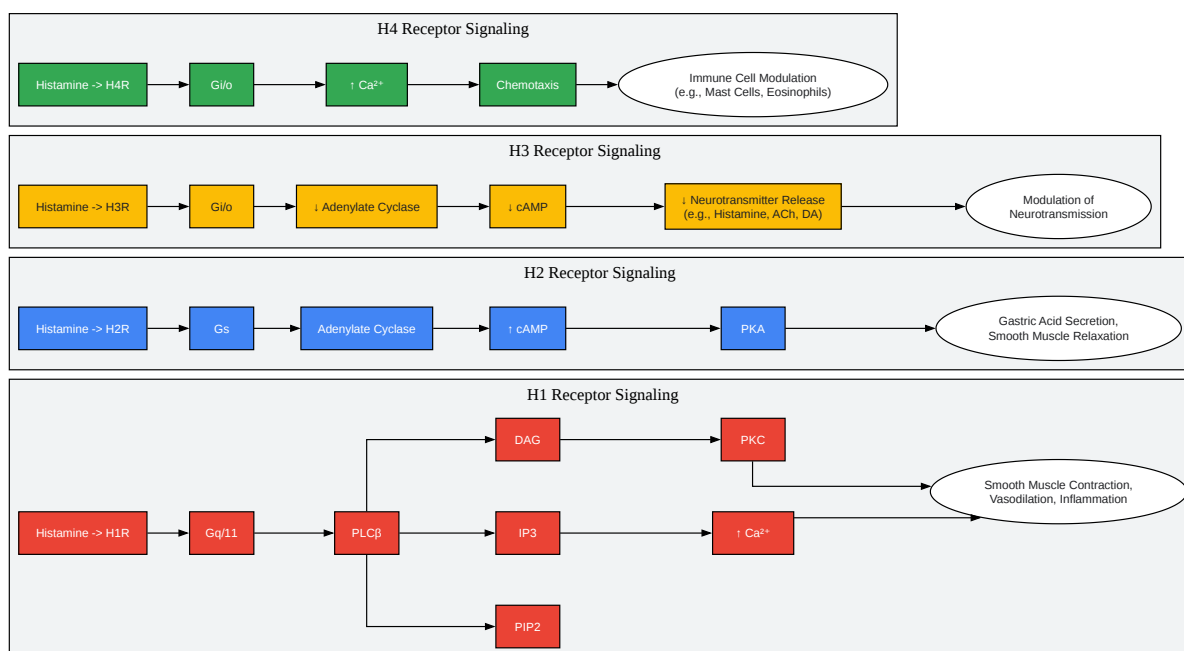 H4 Receptor Signaling
Histamine -> H4R
Gi/o
↑ Ca²⁺
Chemotaxis
Immune Cell Modulation
(e.g., Mast Cells, Eosinophils)
H3 Receptor Signaling
Histamine -> H3R
Gi/o
↓ Adenylate Cyclase
↓ cAMP
↓ Neurotransmitter Release
(e.g., Histamine, ACh, DA)
Modulation of
Neurotransmission
H2 Receptor Signaling
Histamine -> H2R
Gs
Adenylate Cyclase
↑ cAMP
PKA
Gastric Acid Secretion,
Smooth Muscle Relaxation
H1 Receptor Signaling
DAG
PKC
Smooth Muscle Contraction,
Vasodilation, Inflammation
Histamine -> H1R
Gq/11
PLCβ
IP3
↑ Ca²⁺
PIP2